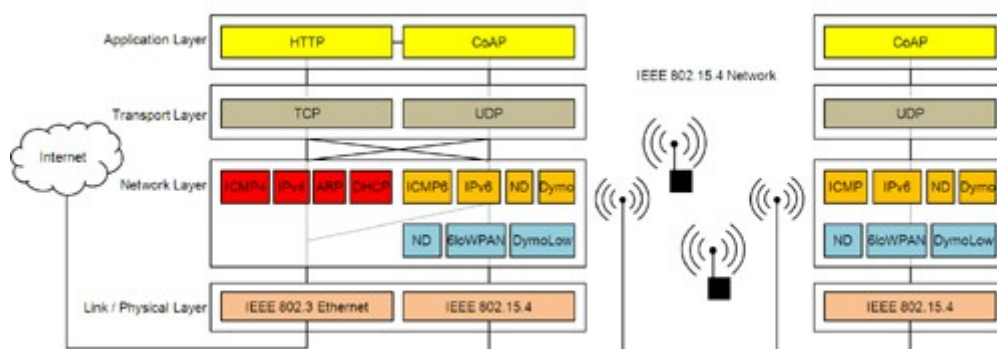 Application Layer HTTP CoAP CoAP
IEEE 802.15.4 Network
Transport Layer TCP UDP UDP
Internet
Network Layer ICMP4 IPv4 ARP DHCP ICMP6 IPv6 ND Dymo ICMP IPv6 ND Dymo
ND 6loWPAN DymoLow ND 6loWPAN DymoLow
Link / Physical Layer IEEE 802.3 Ethernet IEEE 802.15.4 IEEE 802.15.4